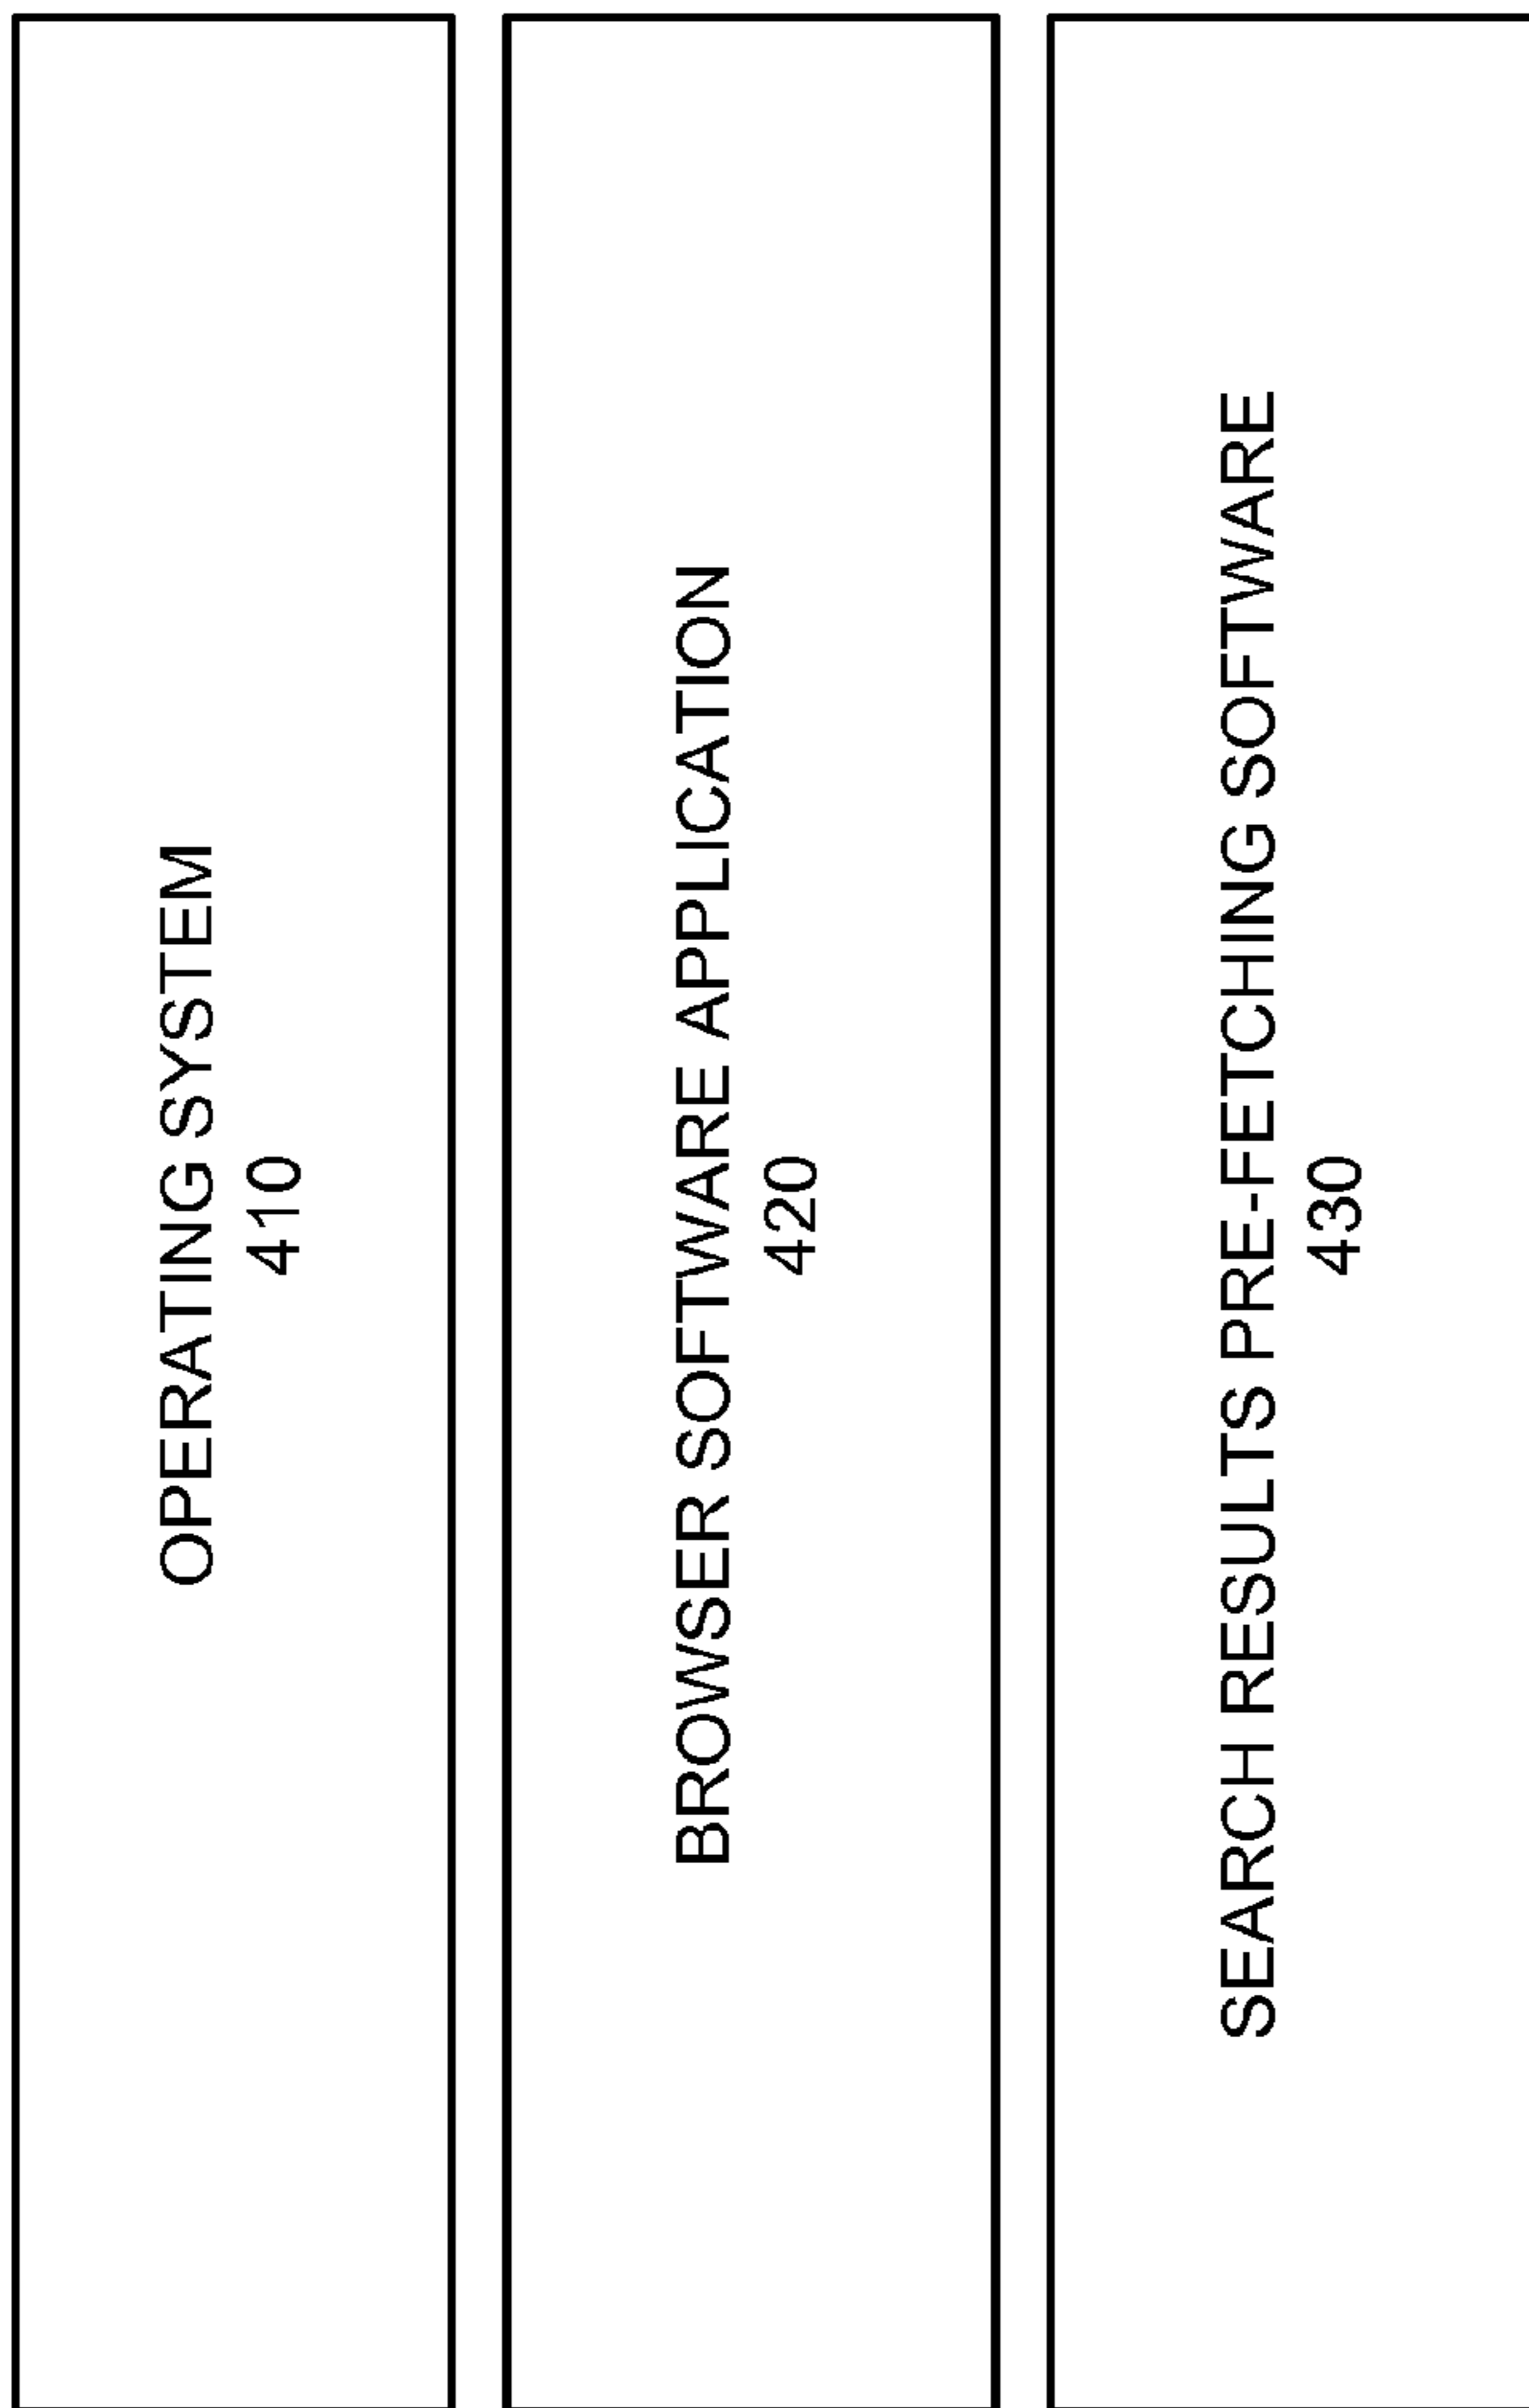 OPERATING SYSTEM
410
BROWSER SOFTWARE APPLICATION
420
SEARCH RESULTS PRE-FETCHING SOFTWARE
430